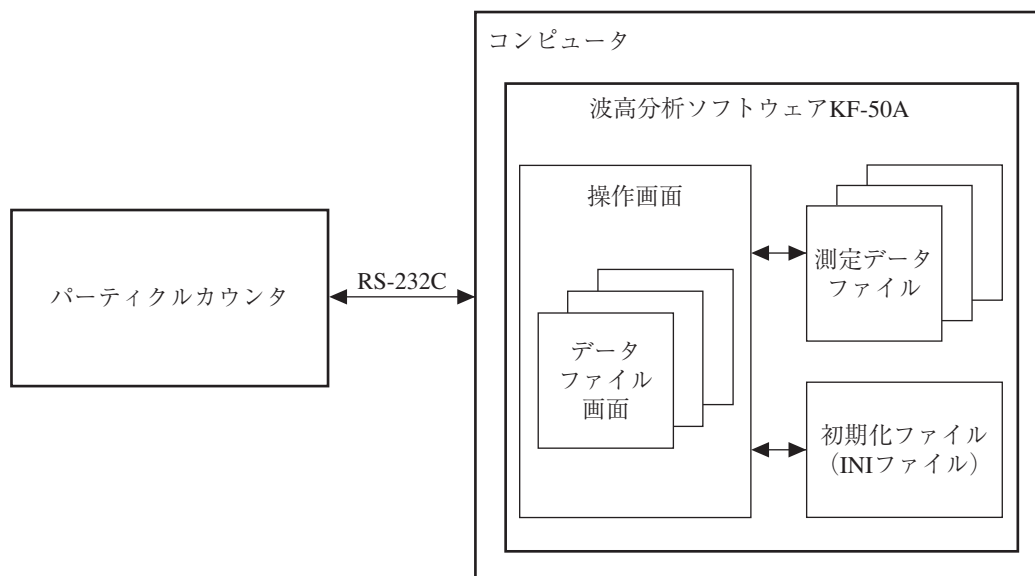 コンピュータ
波高分析ソフトウェアKF-50A
操作画面
パーティクルカウンタ
RS-232C
データ
ファイル
画面
測定データ
ファイル
初期化ファイル
（INIファイル）